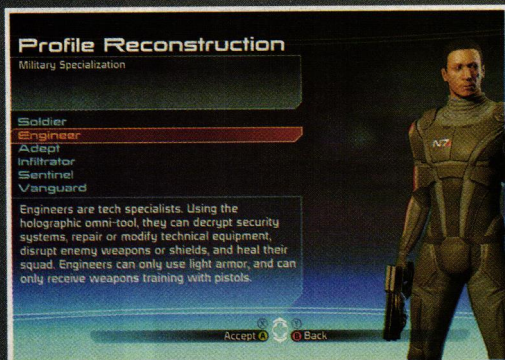 Profile Reconstruction
Military Specialization
Soldier
Engineer
Adept
Infiltrator
Sentinel
Vanguard
Engineers are tech specialists. Using the
holographic omni-tool, they can decrypt security
systems, repair or modify technical equipment,
disrupt enemy weapons or shields, and heal their
squad. Engineers can only use light armor, and can
only receive weapons training with pistols.
N7
X Y
Accept A B Back